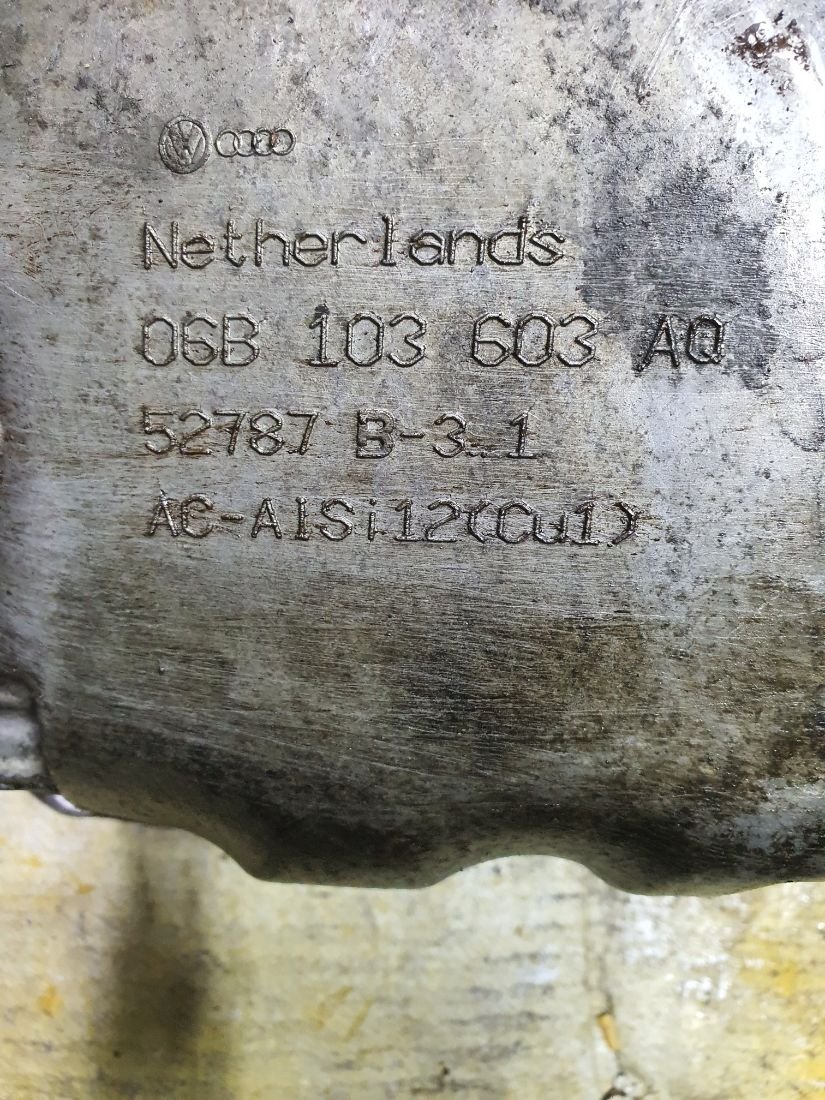 Netherlands
06B 103 603 AQ
52787 B-3 1
AC-AlSi12(Cu1)